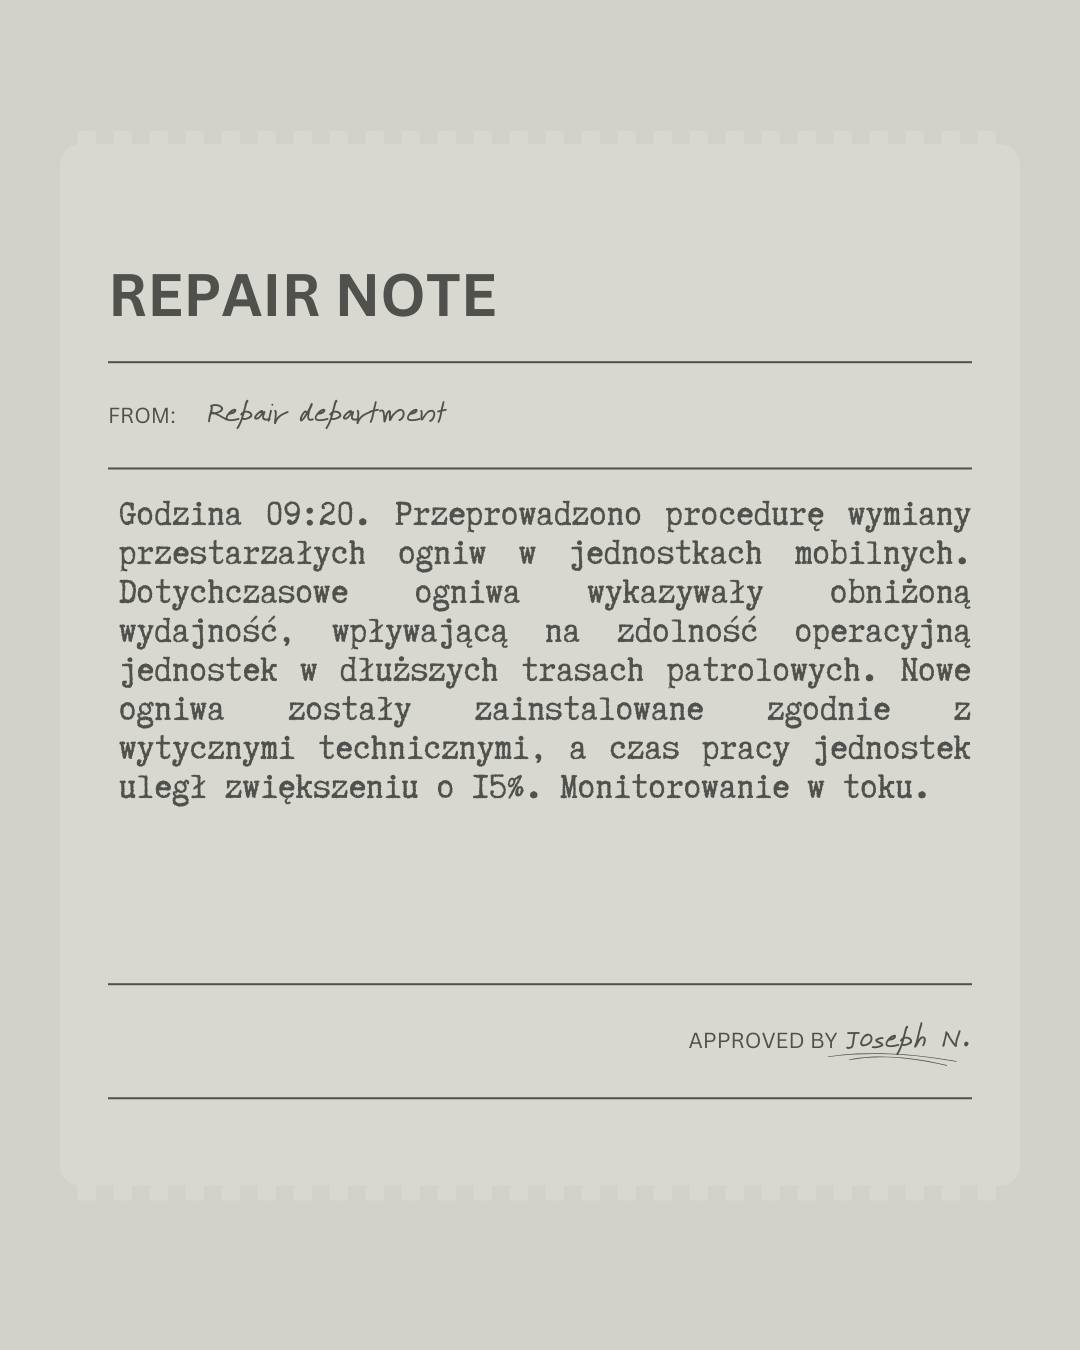 REPAIR NOTE
FROM: Repair department
Godzina 09:20. Przeprowadzono procedurę wymiany
przestarzałych ogniw w jednostkach mobilnych.
Dotychczasowe ogniwa wykazywały obniżoną
wydajność, wpływającą na zdolność operacyjną
jednostek w dłuższych trasach patrolowych. Nowe
ogniwa zostały zainstalowane zgodnie z
wytycznymi technicznymi, a czas pracy jednostek
uległ zwiększeniu o 15%. Monitorowanie w toku.
APPROVED BY Joseph N.